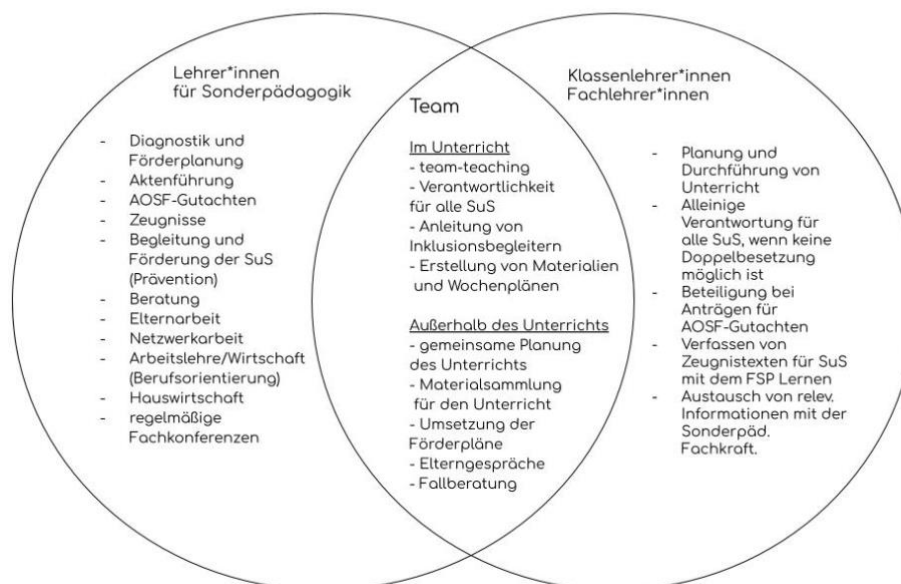 Lehrer*innen
für Sonderpädagogik
- Diagnostik und
Förderplanung
- Aktenführung
- AOSF-Gutachten
- Zeugnisse
- Begleitung und
Förderung der SuS
(Prävention)
- Beratung
- Elternarbeit
- Netzwerkarbeit
- Arbeitslehre/Wirtschaft
(Berufsorientierung)
- Hauswirtschaft
- regelmäßige
Fachkonferenzen
Team
Im Unterricht
- team-teaching
- Verantwortlichkeit
für alle SuS
- Anleitung von
Inklusionsbegleitern
- Erstellung von Materialien
und Wochenplänen
Außerhalb des Unterrichts
- gemeinsame Planung
des Unterrichts
- Materialsammlung
für den Unterricht
- Umsetzung der
Förderpläne
- Elterngespräche
- Fallberatung
Klassenlehrer*innen
Fachlehrer*innen
- Planung und
Durchführung von
Unterricht
- Alleinige
Verantwortung für
alle SuS, wenn keine
Doppelbesetzung
möglich ist
- Beteiligung bei
Anträgen für
AOSF-Gutachten
- Verfassen von
Zeugnistexten für SuS
mit dem FSP Lernen
- Austausch von relev.
Informationen mit der
Sonderpäd.
Fachkraft.